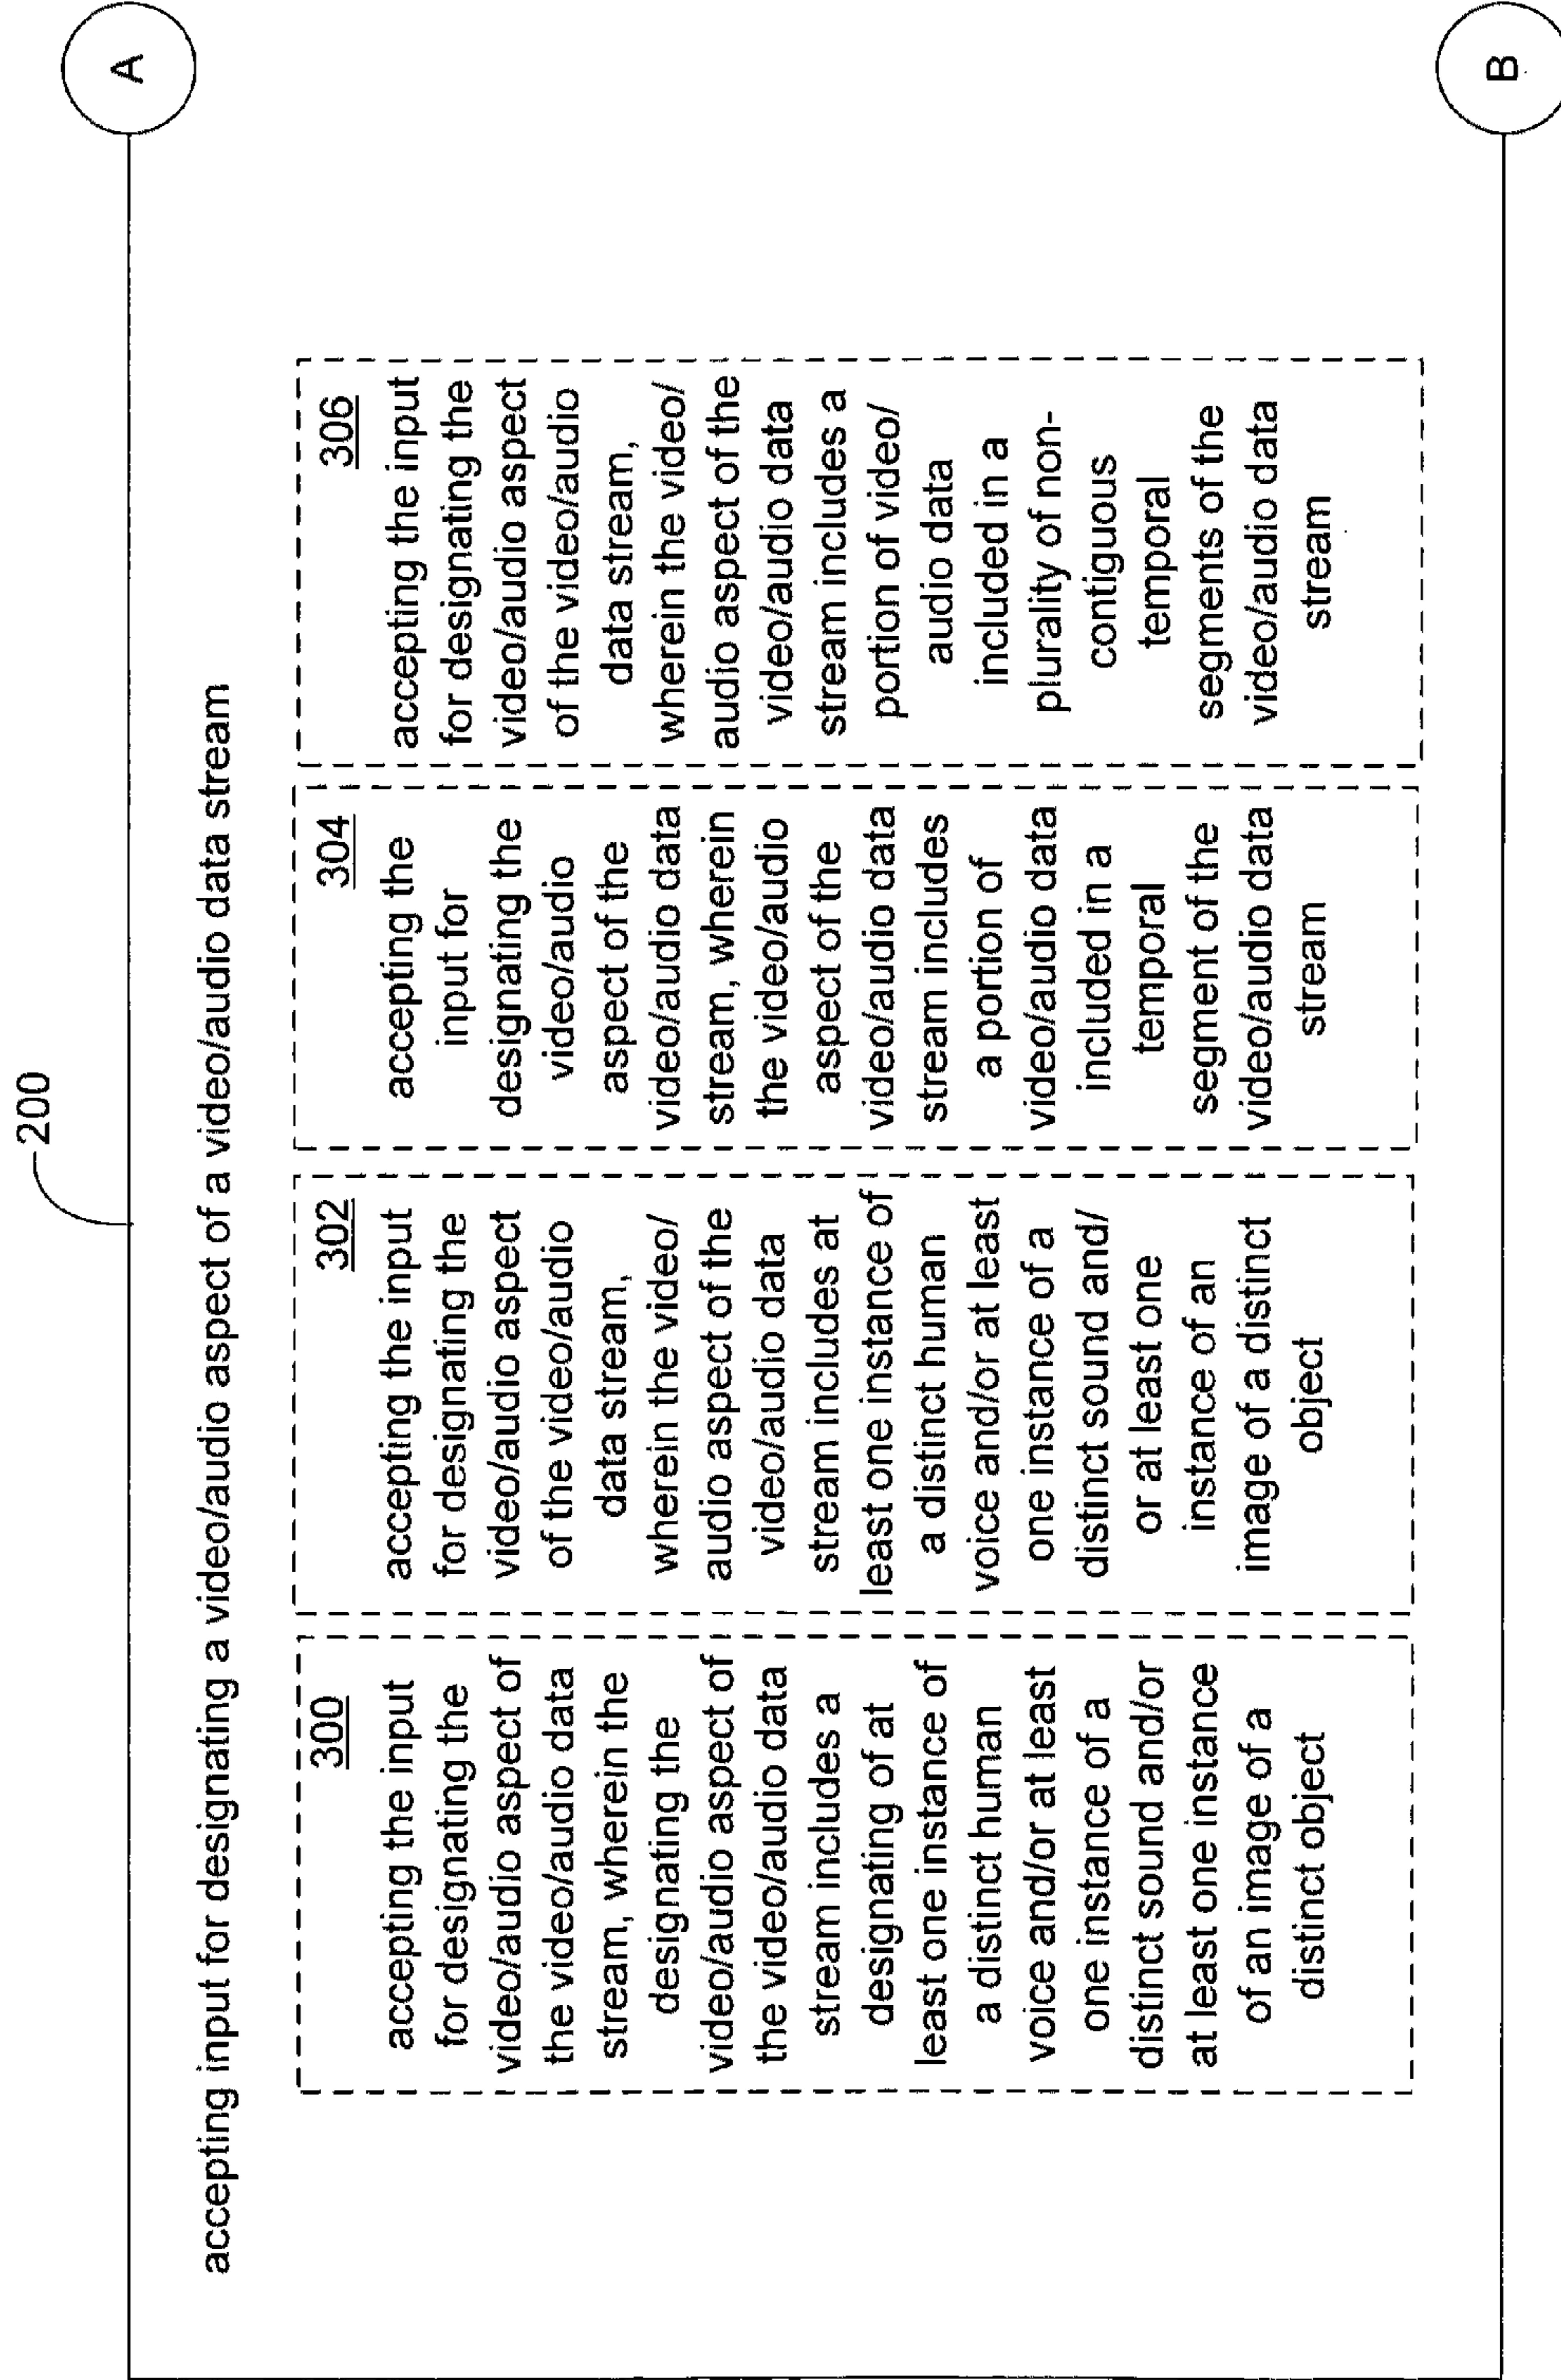 200
A
accepting input for designating a video/audio aspect of a video/audio data stream
300
accepting the input
for designating the
video/audio aspect of
the video/audio data
stream, wherein the
designating the
video/audio aspect of
the video/audio data
stream includes a
designating of at
least one instance of
a distinct human
voice and/or at least
one instance of a
distinct sound and/or
at least one instance
of an image of a
distinct object
302
accepting the input
for designating the
video/audio aspect
of the video/audio
data stream,
wherein the video/
audio aspect of the
video/audio data
stream includes at
least one instance of
a distinct human
voice and/or at least
one instance of a
distinct sound and/
or at least one
instance of an
image of a distinct
object
304
accepting the
input for
designating the
video/audio
aspect of the
video/audio data
stream, wherein
the video/audio
aspect of the
video/audio data
stream includes
a portion of
video/audio data
included in a
temporal
segment of the
video/audio data
stream
306
accepting the input
for designating the
video/audio aspect
of the video/audio
data stream,
wherein the video/
audio aspect of the
video/audio data
stream includes a
portion of video/
audio data
included in a
plurality of non-
contiguous
temporal
segments of the
video/audio data
stream
B